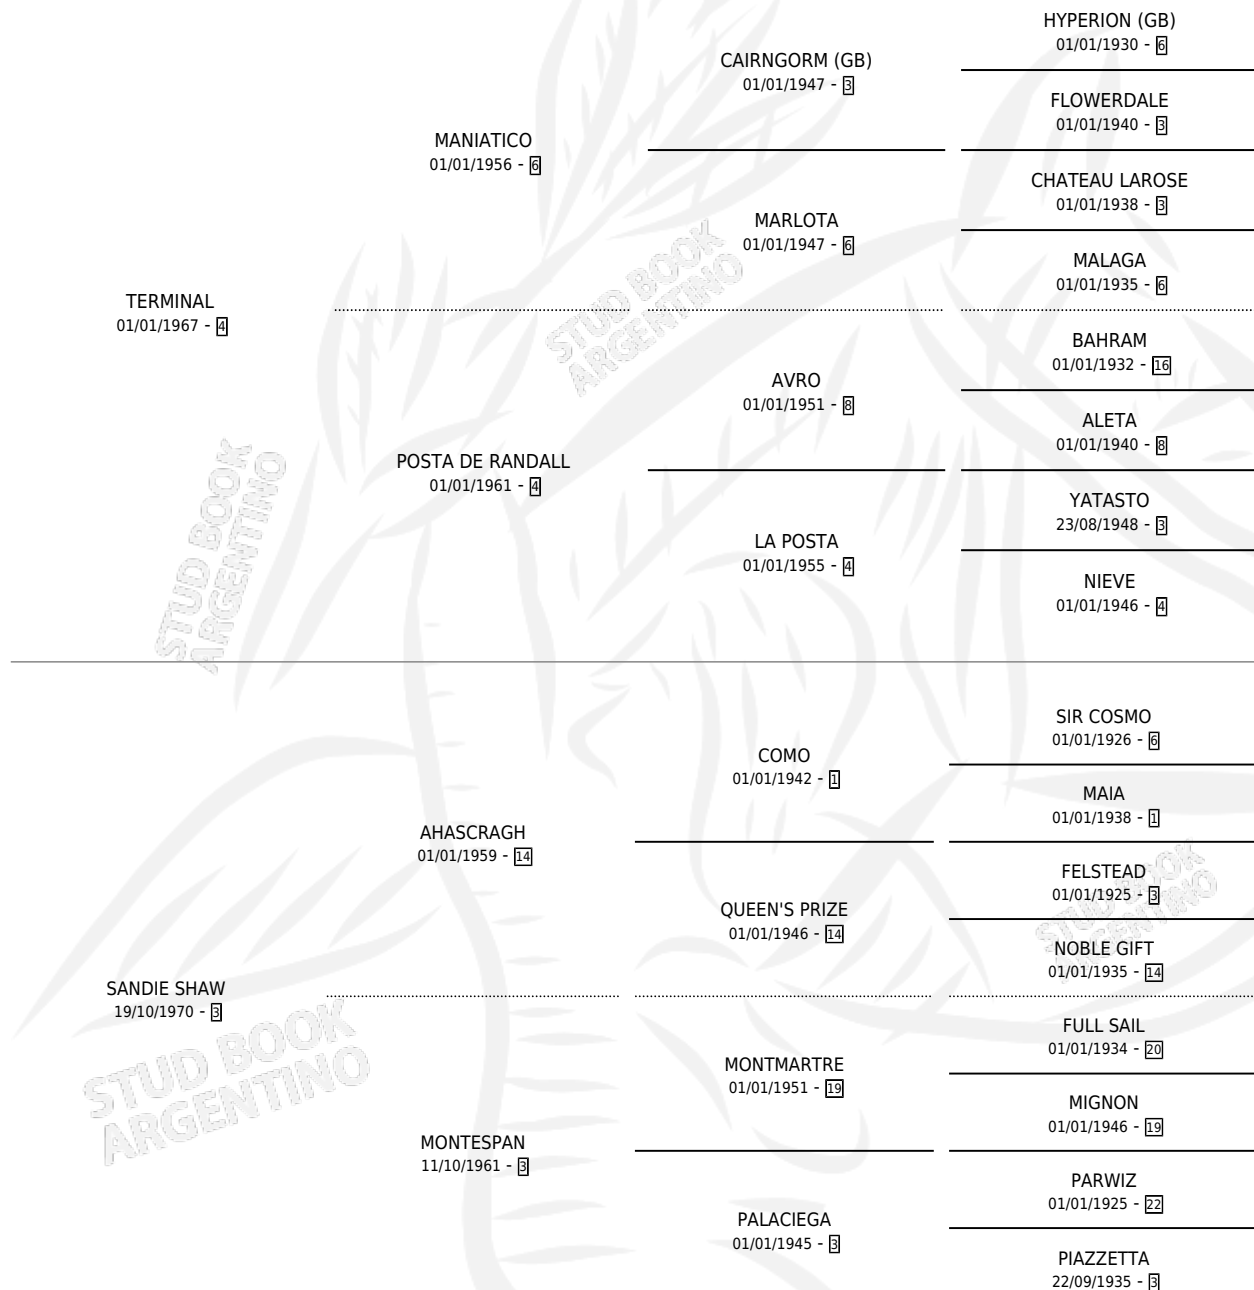 HYPERION (GB)
01/01/1930 - 6
CAIRNGORM (GB)
01/01/1947 - 3
FLOWERDALE
01/01/1940 - 3
MANIATICO
01/01/1956 - 6
CHATEAU LAROSE
01/01/1938 - 3
MARLOTA
01/01/1947 - 6
MALAGA
01/01/1935 - 6
TERMINAL
01/01/1967 - 4
BAHRAM
01/01/1932 - 16
AVRO
01/01/1951 - 8
ALETA
01/01/1940 - 8
POSTA DE RANDALL
01/01/1961 - 4
YATASTO
23/08/1948 - 3
LA POSTA
01/01/1955 - 4
NIEVE
01/01/1946 - 4
SIR COSMO
01/01/1926 - 6
COMO
01/01/1942 - 1
MAIA
01/01/1938 - 1
AHASCRAGH
01/01/1959 - 14
FELSTEAD
01/01/1925 - 3
QUEEN'S PRIZE
01/01/1946 - 14
NOBLE GIFT
01/01/1935 - 14
SANDIE SHAW
19/10/1970 - 3
FULL SAIL
01/01/1934 - 20
MONTMARTRE
01/01/1951 - 19
MIGNON
01/01/1946 - 19
MONTESPAN
11/10/1961 - 3
PARWIZ
01/01/1925 - 22
PALACIEGA
01/01/1945 - 3
PIAZZETTA
22/09/1935 - 3
STUD BOOK
ARGENTINO
STUD BOOK
ARGENTINO
STUD BOOK
ARGENTINO
STUD BOOK
ARGENTINO